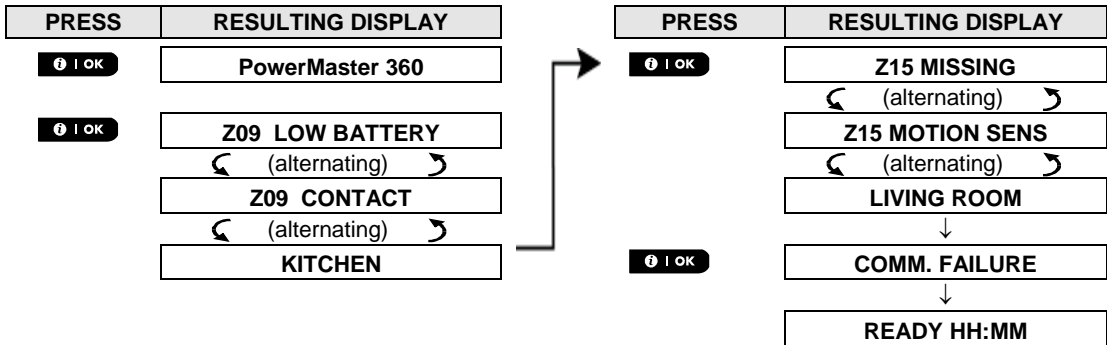 PRESS RESULTING DISPLAY
i | OK PowerMaster 360
i | OK Z09 LOW BATTERY
(alternating)
Z09 CONTACT
(alternating)
KITCHEN
PRESS RESULTING DISPLAY
i | OK Z15 MISSING
(alternating)
Z15 MOTION SENS
(alternating)
LIVING ROOM
↓
i | OK COMM. FAILURE
↓
READY HH:MM